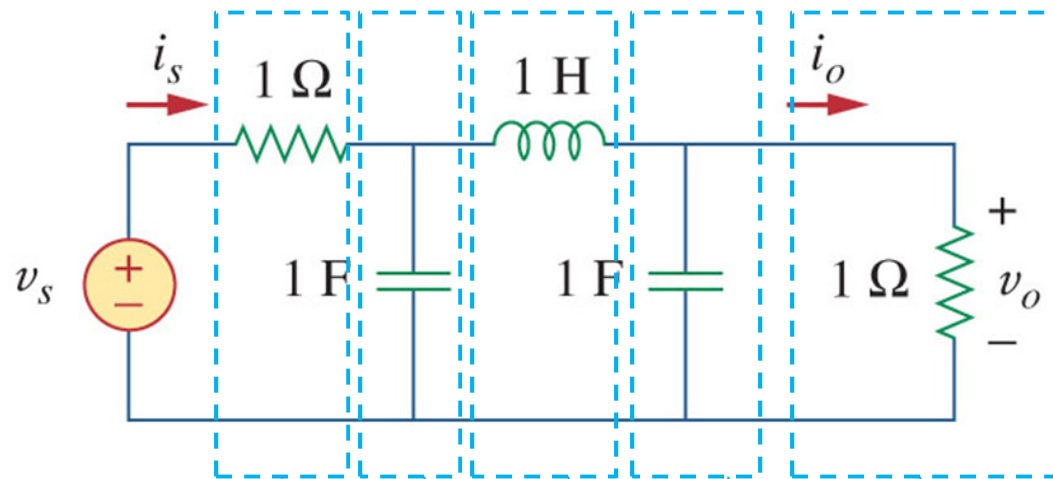 i_s
1 Ω
1 H
i_o
v_s
+
−
1 F
1 F
1 Ω
+
v_o
−